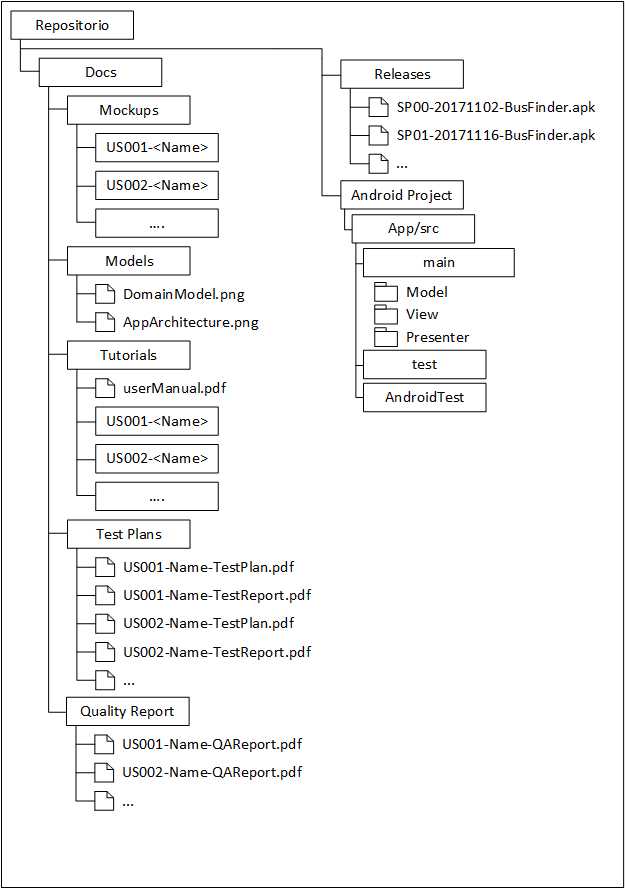 Repositorio
Docs
Mockups
US001-<Name>
US002-<Name>
....
Models
DomainModel.png
AppArchitecture.png
Tutorials
userManual.pdf
US001-<Name>
US002-<Name>
....
Test Plans
US001-Name-TestPlan.pdf
US001-Name-TestReport.pdf
US002-Name-TestPlan.pdf
US002-Name-TestReport.pdf
...
Quality Report
US001-Name-QAReport.pdf
US002-Name-QAReport.pdf
...
Releases
SP00-20171102-BusFinder.apk
SP01-20171116-BusFinder.apk
...
Android Project
App/src
main
Model
View
Presenter
test
AndroidTest